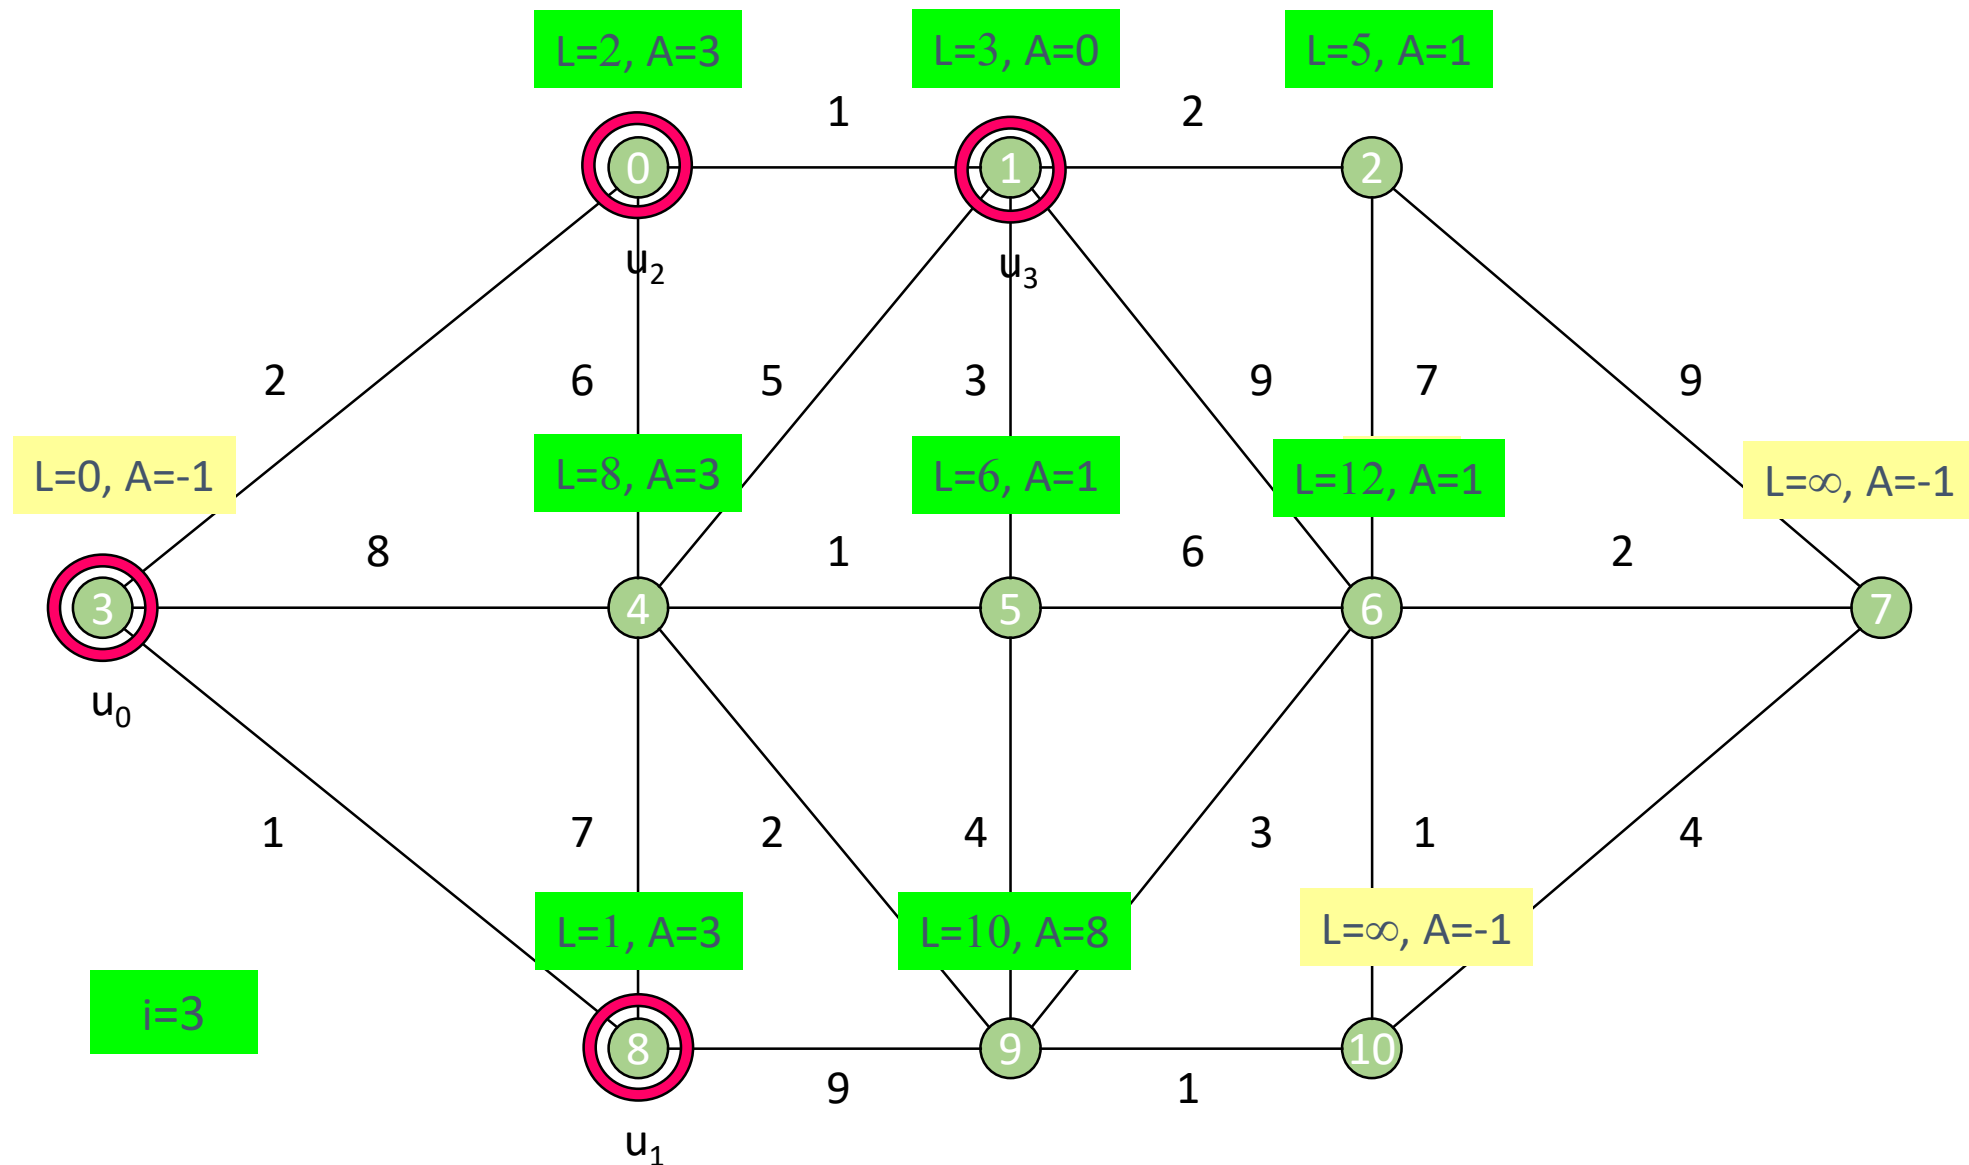 L=2, A=3
L=3, A=0
L=5, A=1
1
2
0
1
2
u2
u3
2
6
5
3
9
7
9
L=0, A=-1
L=8, A=3
L=6, A=1
L=12, A=1
L=∞, A=-1
8
1
6
2
3
4
5
6
7
u0
1
7
2
4
3
1
4
L=1, A=3
L=10, A=8
L=∞, A=-1
i=3
8
9
10
9
1
u1